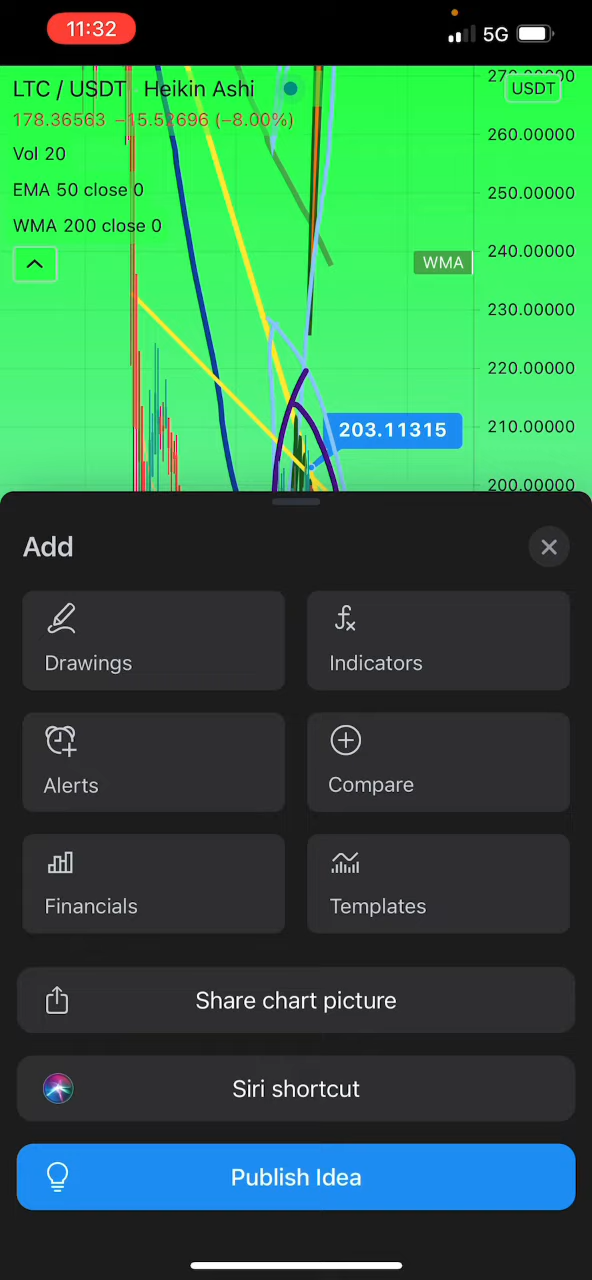 11:32
5G
LTC / USDT Heikin Ashi
178.36563 −15.52696 (−8.00%)
Vol 20
EMA 50 close 0
WMA 200 close 0
USDT
260.00000
250.00000
240.00000
WMA
230.00000
220.00000
210.00000
203.11315
200.00000
Add
Drawings
Indicators
Alerts
Compare
Financials
Templates
Share chart picture
Siri shortcut
Publish Idea